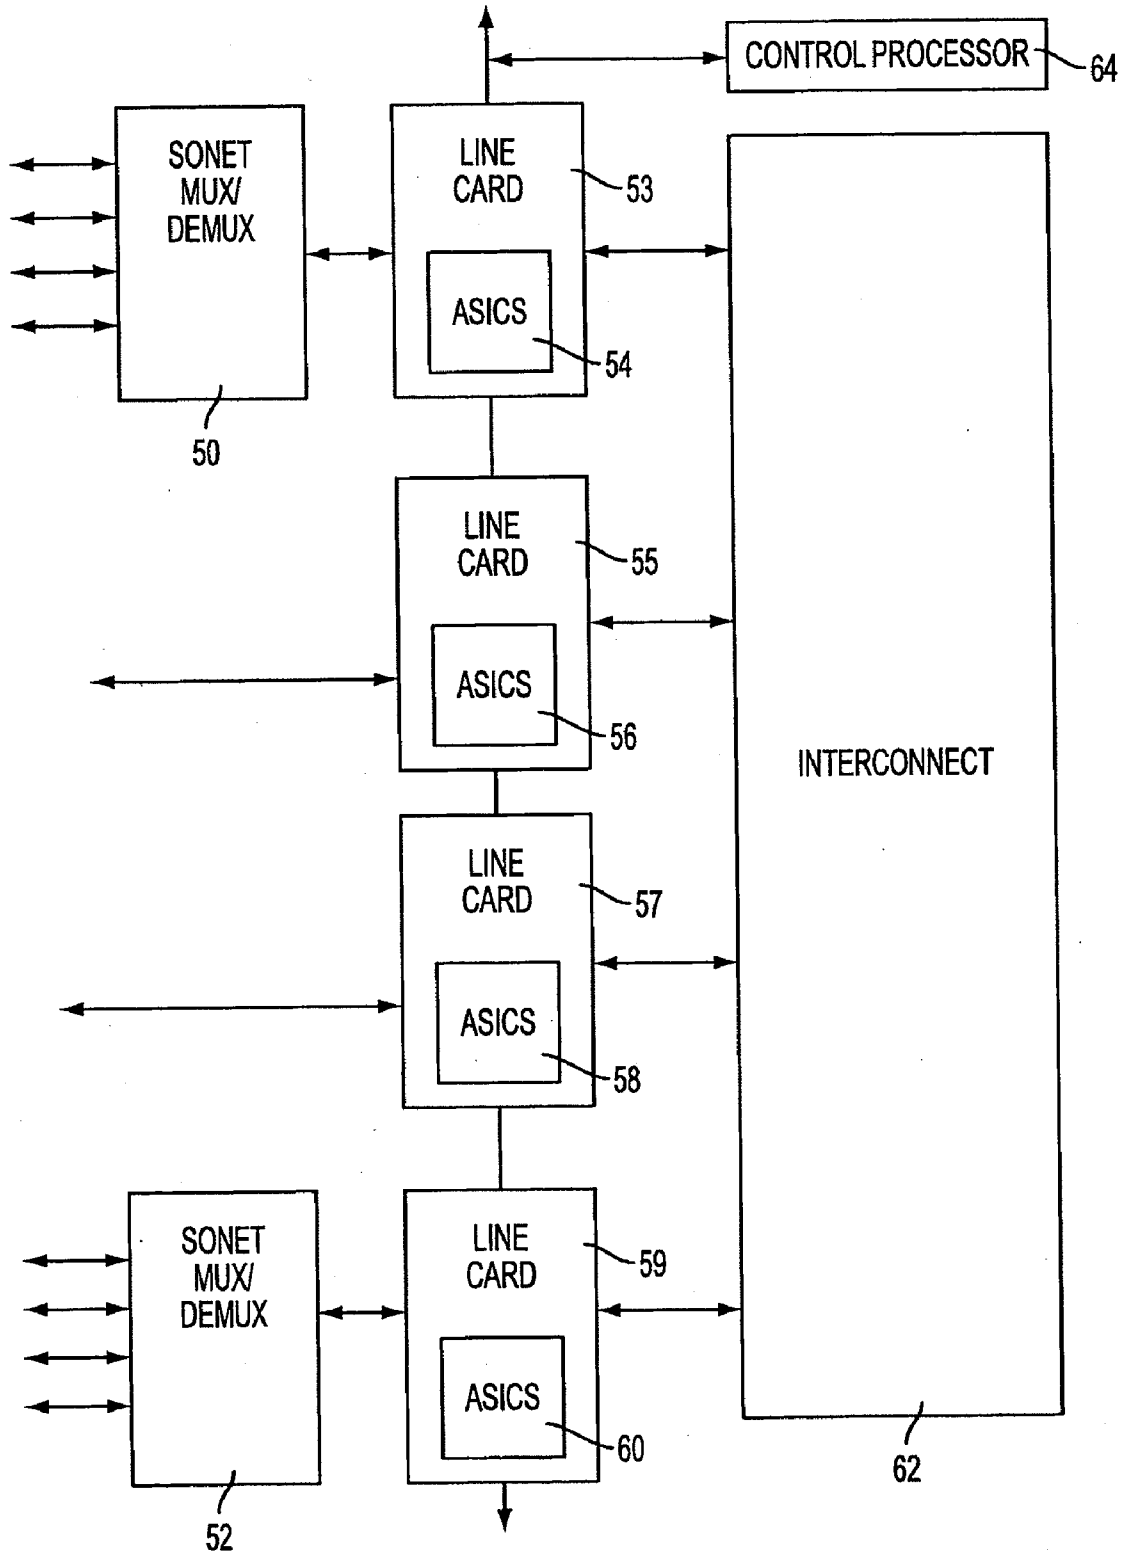 CONTROL PROCESSOR
64
SONET
MUX/
DEMUX
50
LINE
CARD
53
ASICS
54
LINE
CARD
55
ASICS
56
INTERCONNECT
LINE
CARD
57
ASICS
58
SONET
MUX/
DEMUX
52
LINE
CARD
59
ASICS
60
62